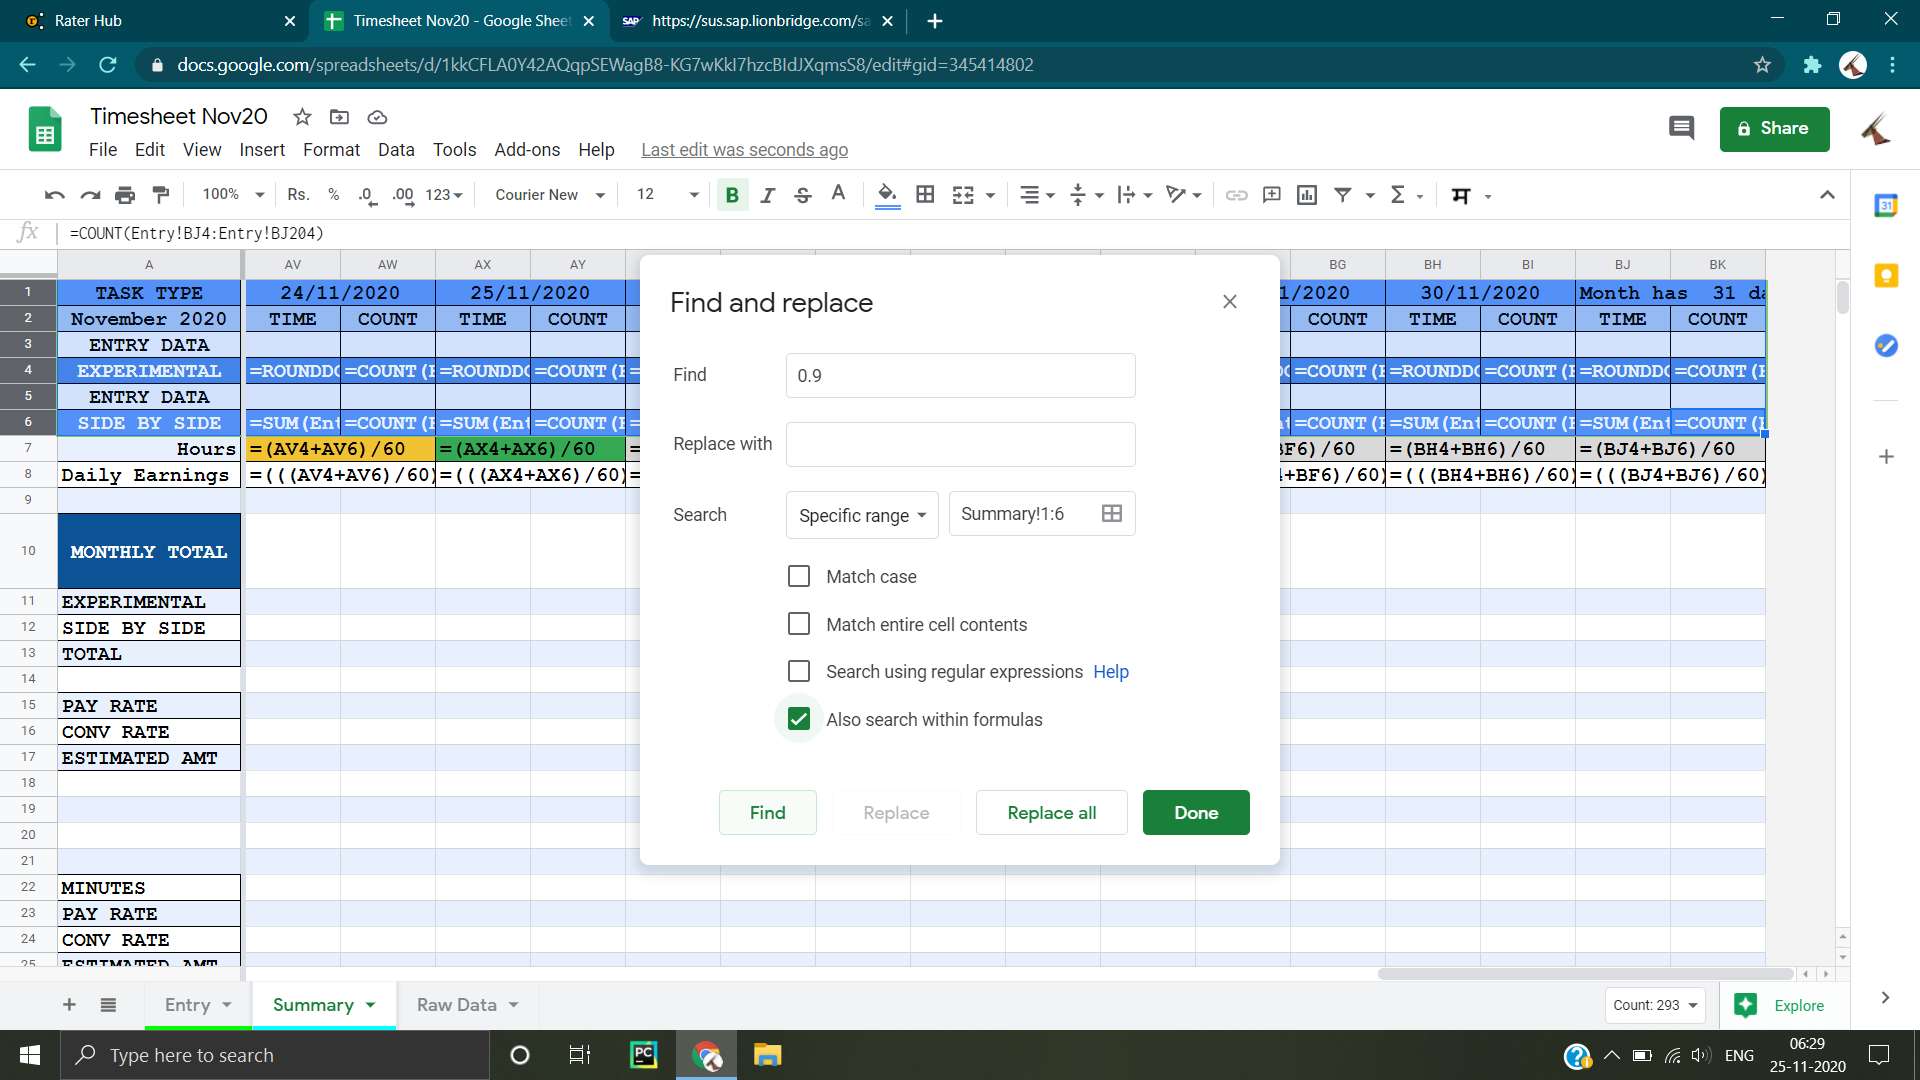 Rater Hub
Timesheet Nov20 - Google Sheet
SAP https://sus.sap.lionbridge.com/sa
docs.google.com/spreadsheets/d/1kkCFLA0Y42AQqpSEWagB8-KG7wKkI7hzcBIdJXqmsS8/edit#gid=345414802
Timesheet Nov20
Share
File Edit View Insert Format Data Tools Add-ons Help Last edit was seconds ago
100% Rs. % .0 .00 123 Courier New 12 B I S A Σ
fx =COUNT(Entry!BJ4:Entry!BJ204)
A AV AW AX AY BG BH BI BJ BK
1 TASK TYPE 24/11/2020 25/11/2020 1/2020 30/11/2020 Month has 31 da
2 November 2020 TIME COUNT TIME COUNT COUNT TIME COUNT TIME COUNT
3 ENTRY DATA
4 EXPERIMENTAL =ROUNDDO =COUNT(E =ROUNDDO =COUNT(E =COUNT(E =ROUNDDO =COUNT(E =ROUNDDO =COUNT(E
5 ENTRY DATA
6 SIDE BY SIDE =SUM(Ent =COUNT(E =SUM(Ent =COUNT(E =COUNT(E =SUM(Ent =COUNT(E =SUM(Ent =COUNT(E
7 Hours =(AV4+AV6)/60 =(AX4+AX6)/60 = BF6)/60 =(BH4+BH6)/60 =(BJ4+BJ6)/60
8 Daily Earnings =(((AV4+AV6)/60) =(((AX4+AX6)/60) = +BF6)/60) =(((BH4+BH6)/60) =(((BJ4+BJ6)/60)
9
10 MONTHLY TOTAL
11 EXPERIMENTAL
12 SIDE BY SIDE
13 TOTAL
14
15 PAY RATE
16 CONV RATE
17 ESTIMATED AMT
18
19
20
21
22 MINUTES
23 PAY RATE
24 CONV RATE
25 ESTIMATED AMT
Find and replace
Find 0.9
Replace with
Search Specific range Summary!1:6
Match case
Match entire cell contents
Search using regular expressions Help
Also search within formulas
Find Replace Replace all Done
Entry Summary Raw Data Count: 293 Explore
Type here to search
PC
ENG
06:29
25-11-2020
31